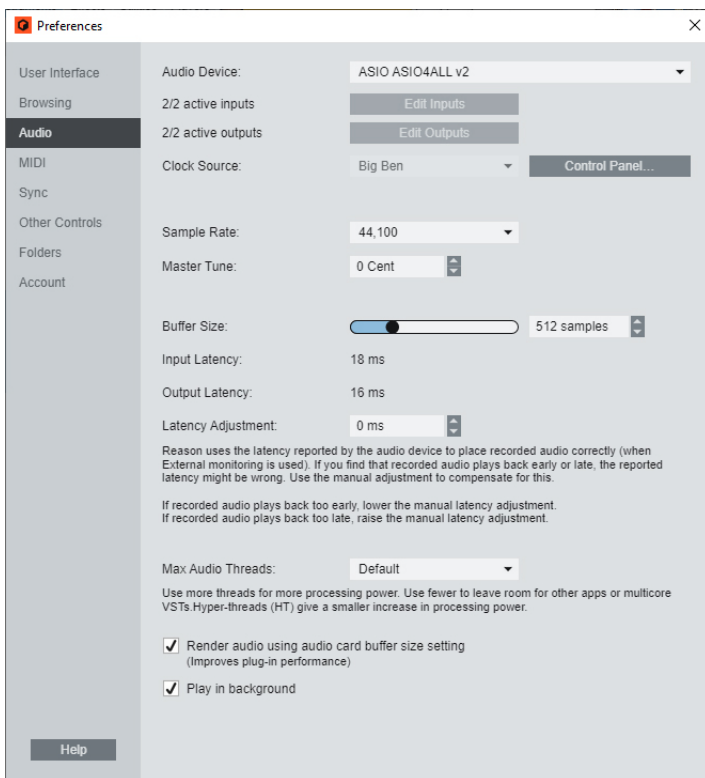 Preferences
User Interface
Browsing
Audio
MIDI
Sync
Other Controls
Folders
Account
Help
Audio Device: ASIO ASIO4ALL v2
2/2 active inputs Edit Inputs
2/2 active outputs Edit Outputs
Clock Source: Big Ben Control Panel...
Sample Rate: 44,100
Master Tune: 0 Cent
Buffer Size: 512 samples
Input Latency: 18 ms
Output Latency: 16 ms
Latency Adjustment: 0 ms
Reason uses the latency reported by the audio device to place recorded audio correctly (when
External monitoring is used). If you find that recorded audio plays back early or late, the reported
latency might be wrong. Use the manual adjustment to compensate for this.
If recorded audio plays back too early, lower the manual latency adjustment.
If recorded audio plays back too late, raise the manual latency adjustment.
Max Audio Threads: Default
Use more threads for more processing power. Use fewer to leave room for other apps or multicore
VSTs.Hyper-threads (HT) give a smaller increase in processing power.
Render audio using audio card buffer size setting
(Improves plug-in performance)
Play in background